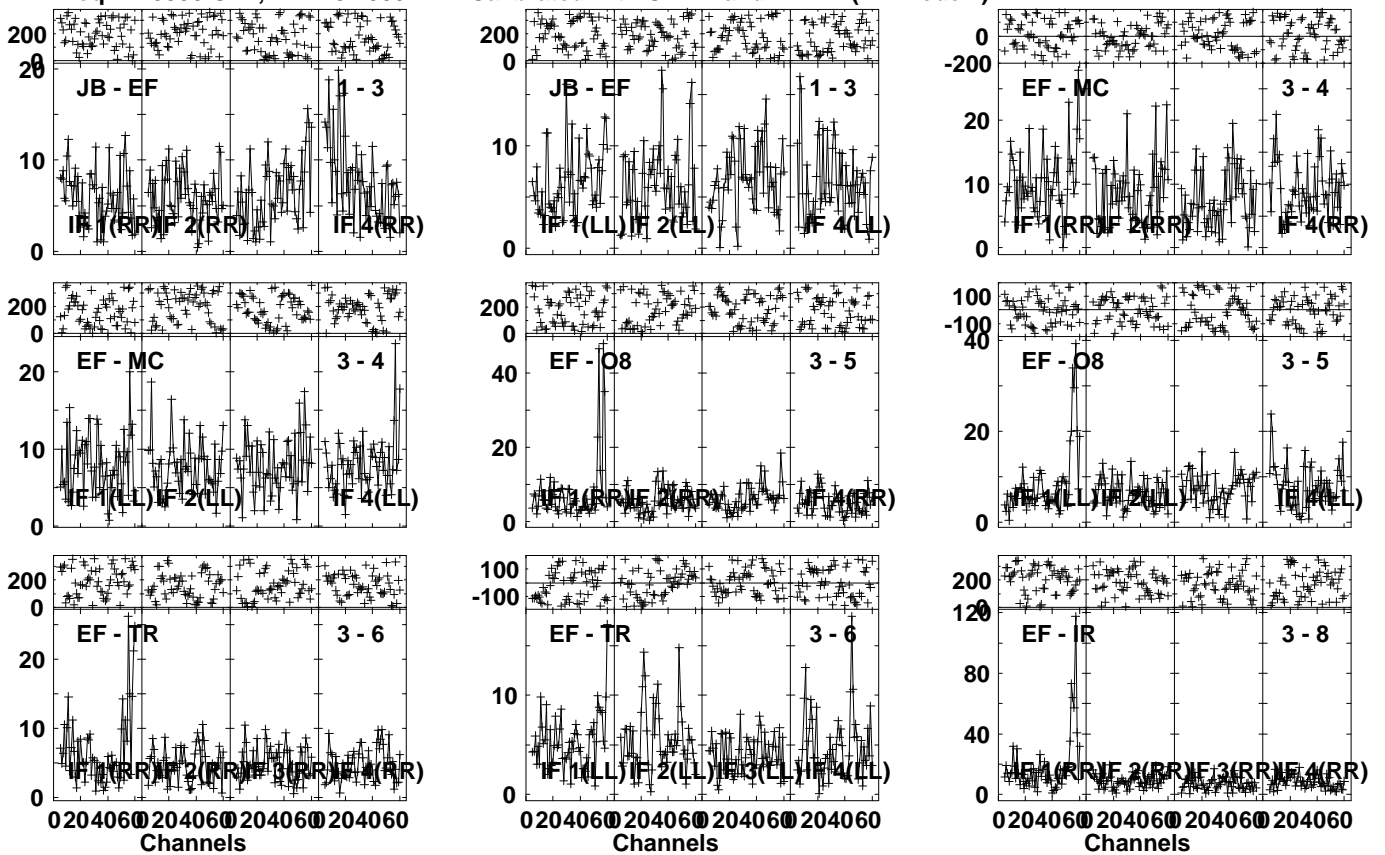 200
0
20
10
0
JB - EF
1 - 3
IF 1(RR)
IF 2(RR)
IF 4(RR)
200
0
10
0
JB - EF
1 - 3
IF 1(LL)
IF 2(LL)
IF 4(LL)
0
-200
20
10
0
EF - MC
3 - 4
IF 1(RR)
IF 2(RR)
IF 4(RR)
200
0
20
10
0
EF - MC
3 - 4
IF 1(LL)
IF 2(LL)
IF 4(LL)
200
0
40
20
0
EF - O8
3 - 5
IF 1(RR)
IF 2(RR)
IF 4(RR)
100
-100
40
20
0
EF - O8
3 - 5
IF 1(LL)
IF 2(LL)
IF 4(LL)
200
0
20
10
0
EF - TR
3 - 6
IF 1(RR)
IF 2(RR)
IF 3(RR)
IF 4(RR)
0 20 40 60 0 20 40 60 0 20 40 60 0 20 40 60
Channels
100
-100
10
0
EF - TR
3 - 6
IF 1(LL)
IF 2(LL)
IF 3(LL)
IF 4(LL)
0 20 40 60 0 20 40 60 0 20 40 60 0 20 40 60
Channels
200
0
120
80
40
0
EF - IR
3 - 8
IF 1(RR)
IF 2(RR)
IF 3(RR)
IF 4(RR)
0 20 40 60 0 20 40 60 0 20 40 60 0 20 40 60
Channels